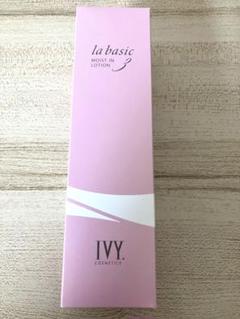 la basic
MOIST IN
LOTION 3
IVY.
COSMETICS